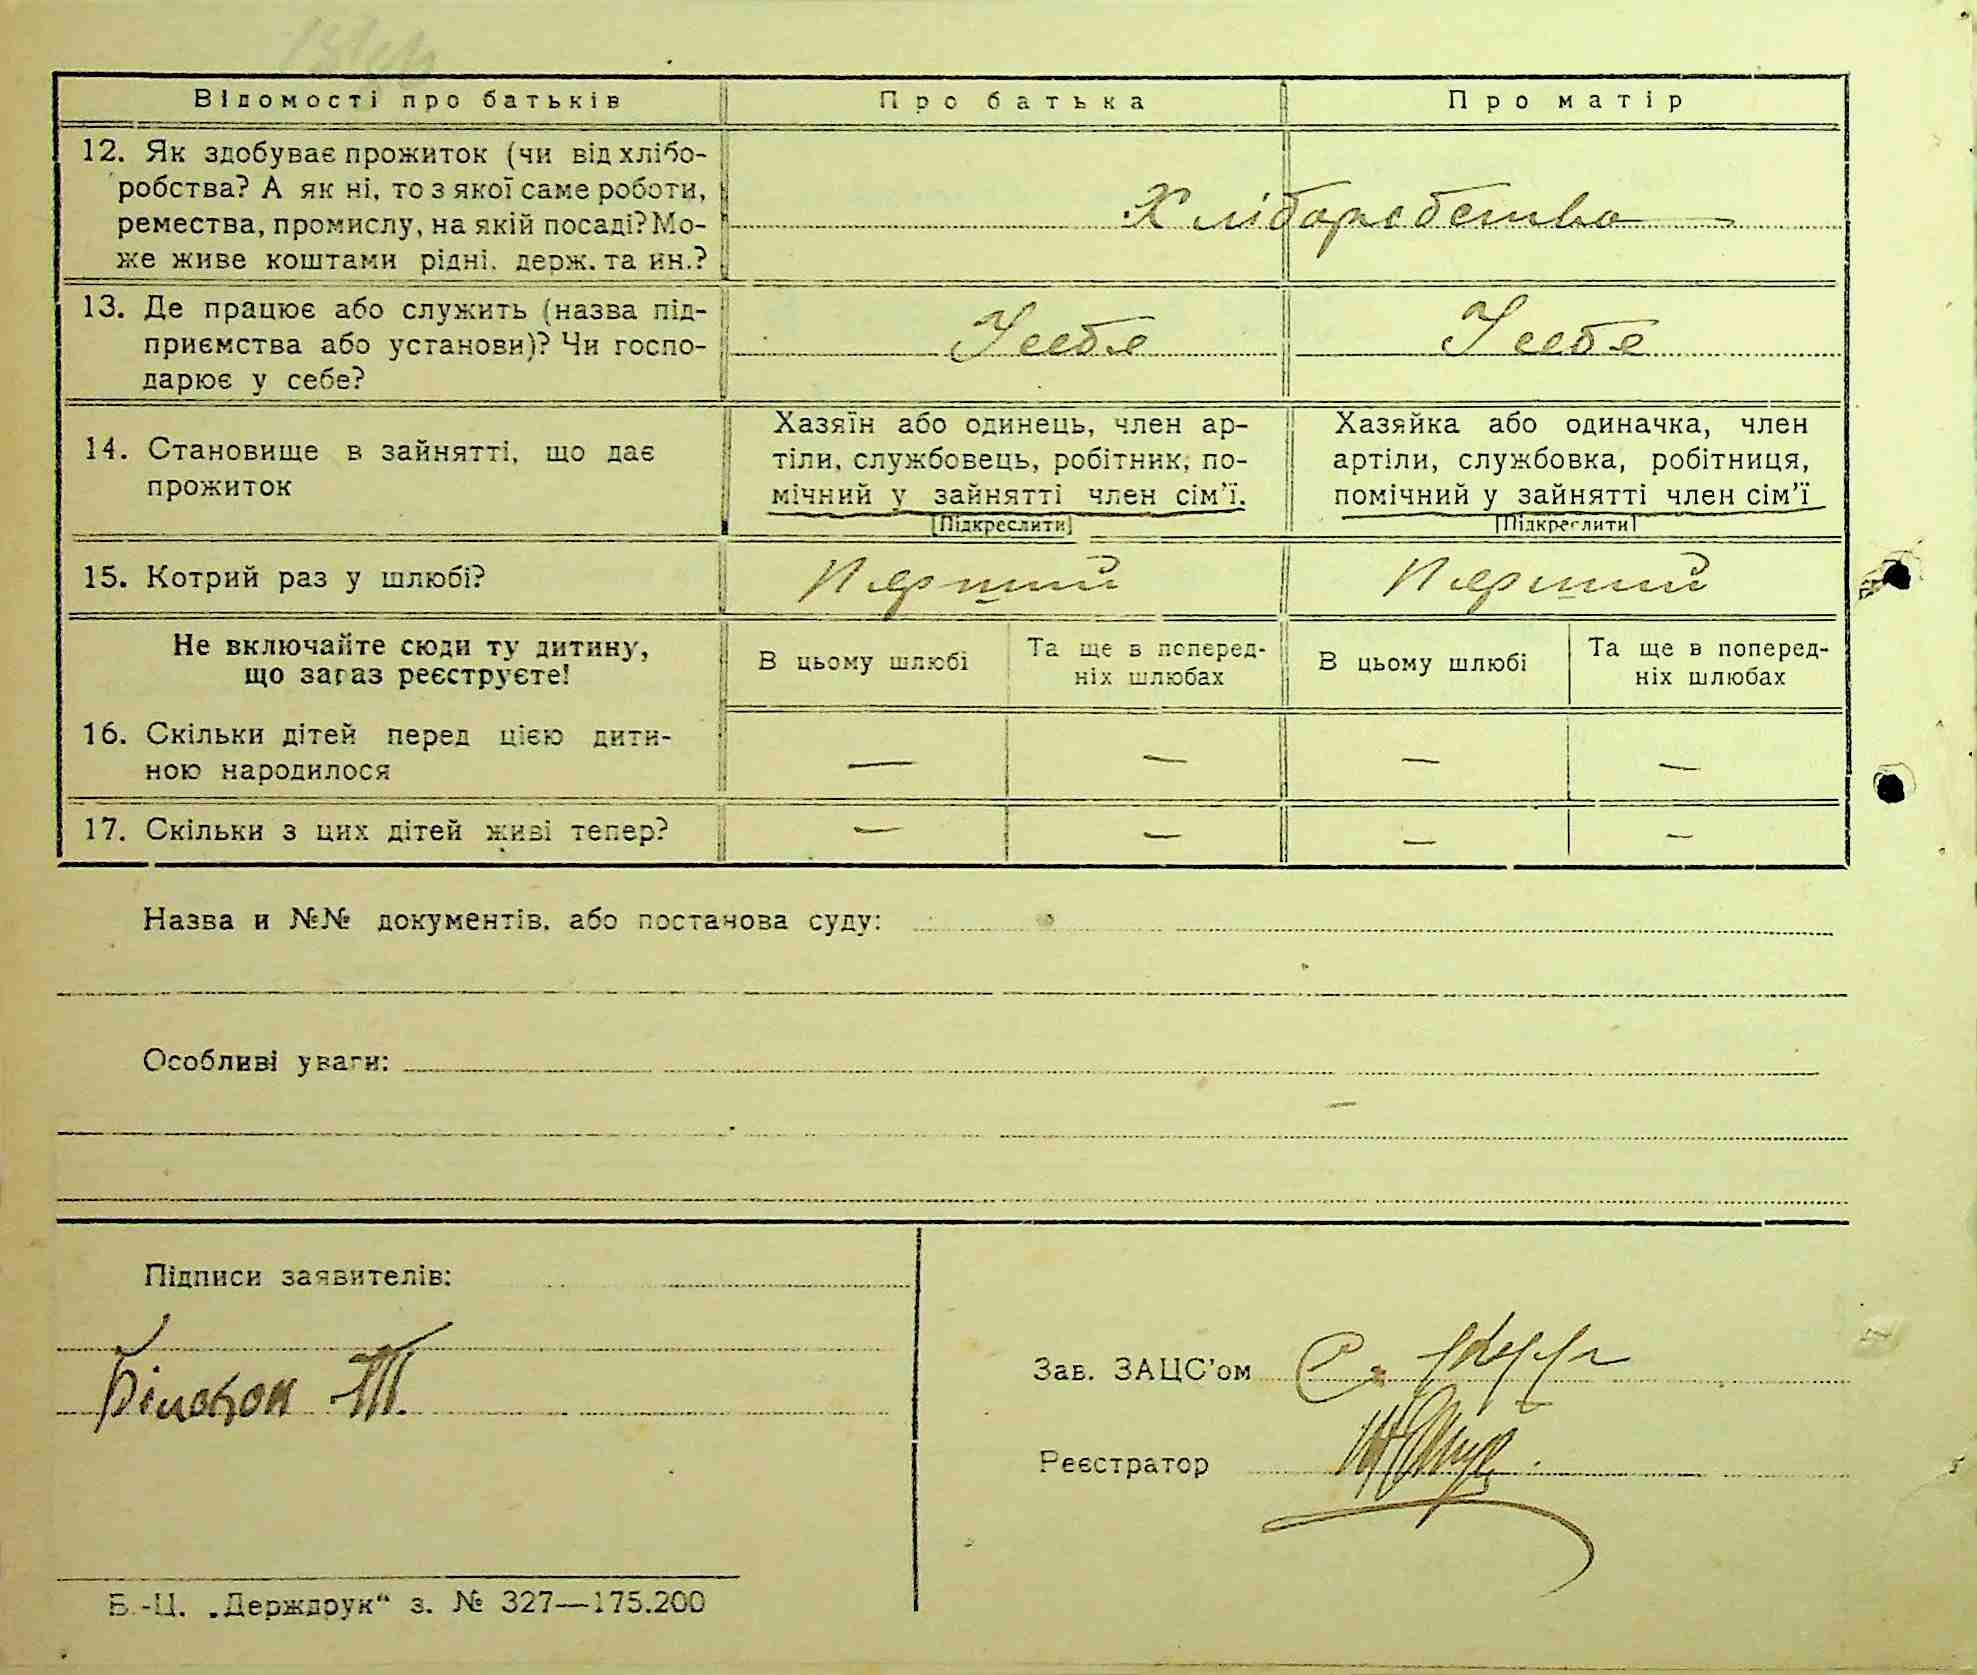 Відомості про батьків
Про батька
Про матір
12. Як здобуває прожиток (чи від хлібо-
робства? А як ні, то з якої саме роботи,
ремества, промислу, на якій посаді? Мо-
же живе коштами рідні, держ. та ин.?
Хліборобство
13. Де працює або служить (назва під-
приємства або установи)? Чи госпо-
дарює у себе?
У себе
У себе
14. Становище в зайнятті, що дає
прожиток
Хазяїн або одинець, член ар-
тіли, службовець, робітник, по-
мічний у зайнятті член сім'ї.
[Підкреслити]
Хазяйка або одиначка, член
артіли, службовка, робітниця,
помічний у зайнятті член сім'ї
[Підкреслити]
15. Котрий раз у шлюбі?
Перший
Перший
Не включайте сюди ту дитину,
що зараз реєструєте!
В цьому шлюбі
Та ще в поперед-
ніх шлюбах
В цьому шлюбі
Та ще в поперед-
ніх шлюбах
16. Скільки дітей перед цією дити-
ною народилося
— — — —
17. Скільки з цих дітей живі тепер?
— — — —
Назва и №№ документів, або постанова суду:
Особливі уваги:
Підписи заявителів:
Білокон Т.
Зав. ЗАЦС'ом
Реєстратор
Б.-Ц. „Держдрук“ з. № 327—175.200